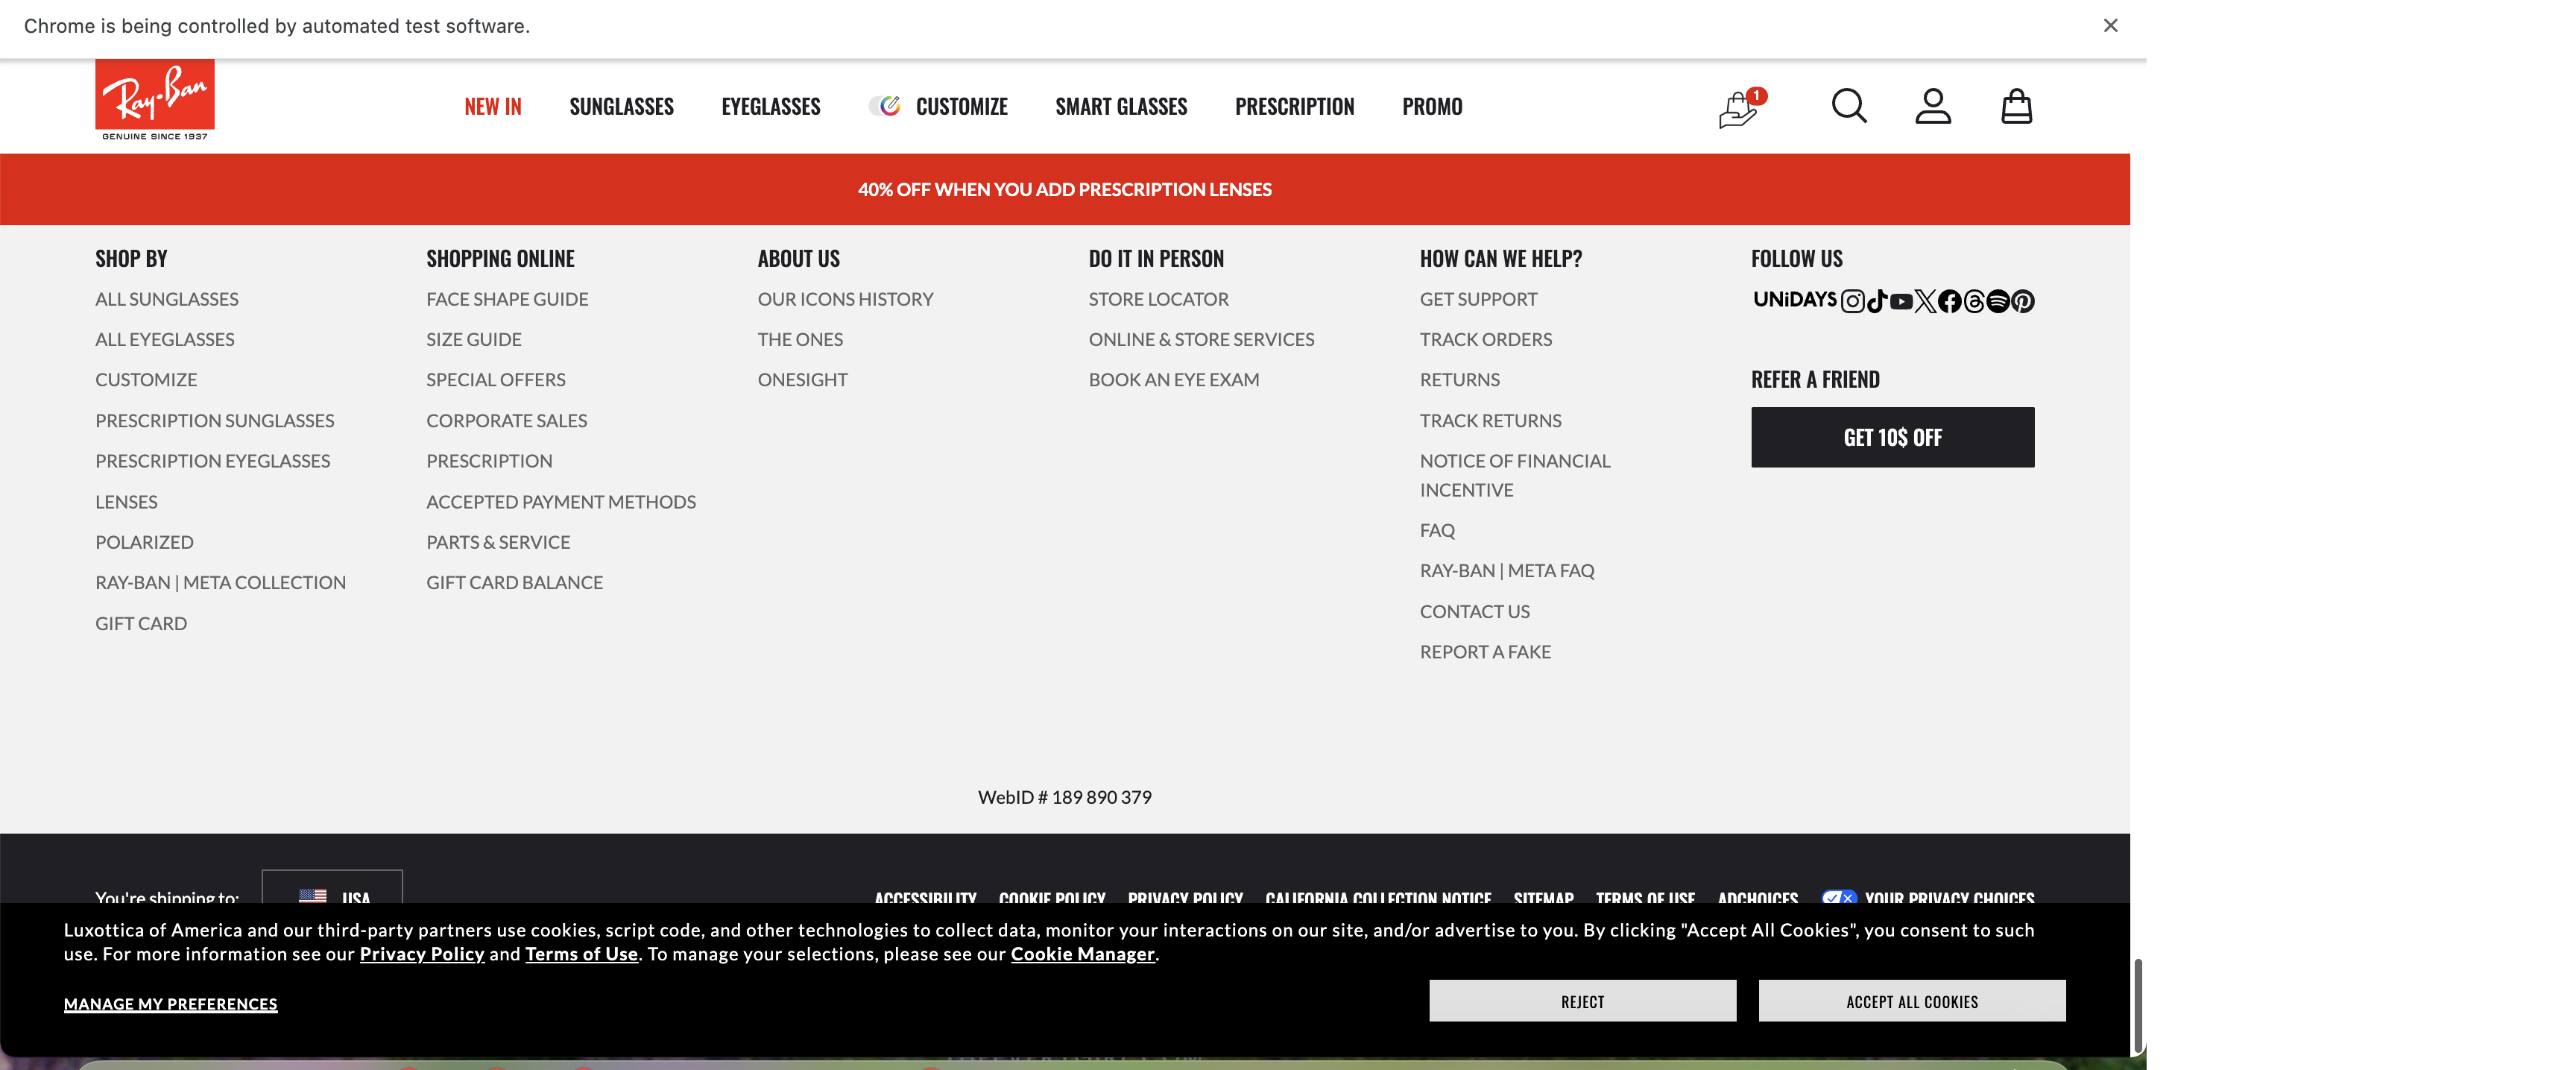 Chrome is being controlled by automated test software.
Ray-Ban
GENUINE SINCE 1937
NEW IN
SUNGLASSES
EYEGLASSES
CUSTOMIZE
SMART GLASSES
PRESCRIPTION
PROMO
1
40% OFF WHEN YOU ADD PRESCRIPTION LENSES
SHOP BY
ALL SUNGLASSES
ALL EYEGLASSES
CUSTOMIZE
PRESCRIPTION SUNGLASSES
PRESCRIPTION EYEGLASSES
LENSES
POLARIZED
RAY-BAN | META COLLECTION
GIFT CARD
SHOPPING ONLINE
FACE SHAPE GUIDE
SIZE GUIDE
SPECIAL OFFERS
CORPORATE SALES
PRESCRIPTION
ACCEPTED PAYMENT METHODS
PARTS & SERVICE
GIFT CARD BALANCE
ABOUT US
OUR ICONS HISTORY
THE ONES
ONESIGHT
DO IT IN PERSON
STORE LOCATOR
ONLINE & STORE SERVICES
BOOK AN EYE EXAM
HOW CAN WE HELP?
GET SUPPORT
TRACK ORDERS
RETURNS
TRACK RETURNS
NOTICE OF FINANCIAL
INCENTIVE
FAQ
RAY-BAN | META FAQ
CONTACT US
REPORT A FAKE
FOLLOW US
UNiDAYS
REFER A FRIEND
GET 10$ OFF
WebID # 189 890 379
You're shipping to:
USA
ACCESSIBILITY
COOKIE POLICY
PRIVACY POLICY
CALIFORNIA COLLECTION NOTICE
SITEMAP
TERMS OF USE
ADCHOICES
YOUR PRIVACY CHOICES
Luxottica of America and our third-party partners use cookies, script code, and other technologies to collect data, monitor your interactions on our site, and/or advertise to you. By clicking "Accept All Cookies", you consent to such
use. For more information see our Privacy Policy and Terms of Use. To manage your selections, please see our Cookie Manager.
MANAGE MY PREFERENCES
REJECT
ACCEPT ALL COOKIES